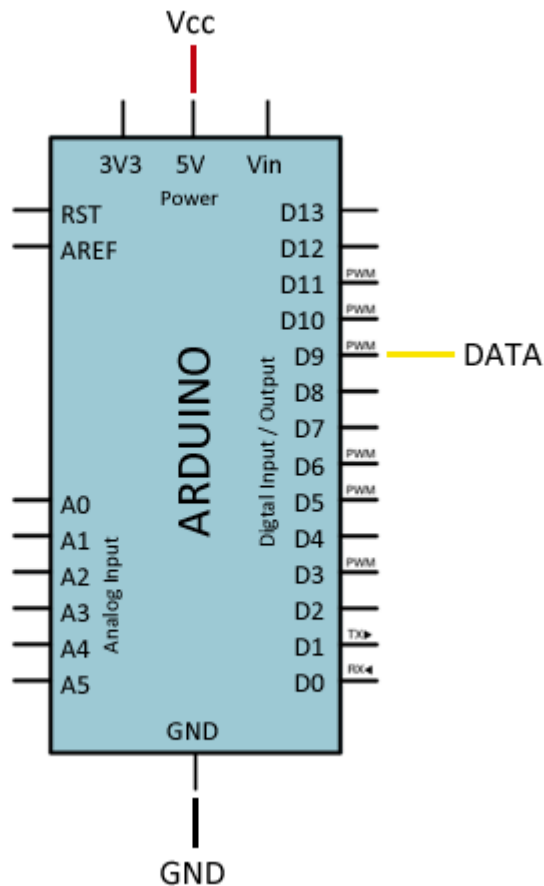 Vcc
3V3 5V Vin
Power
RST
AREF
D13
D12
D11 PWM
D10 PWM
D9 PWM DATA
D8
D7
D6 PWM
D5 PWM
D4
D3 PWM
D2
D1 TX▶
D0 RX◀
ARDUINO
Digtal Input / Output
A0
A1
A2
A3
A4
A5
Analog Input
GND
GND